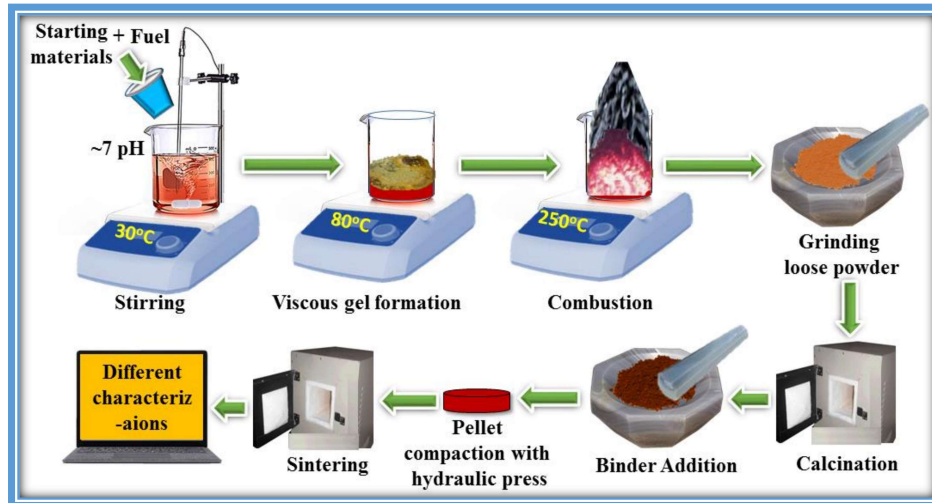 Starting + Fuel
materials
~7 pH
30°C
80°C
250°C
Stirring
Viscous gel formation
Combustion
Grinding
loose powder
Different
characteriz
-aions
Sintering
Pellet
compaction with
hydraulic press
Binder Addition
Calcination